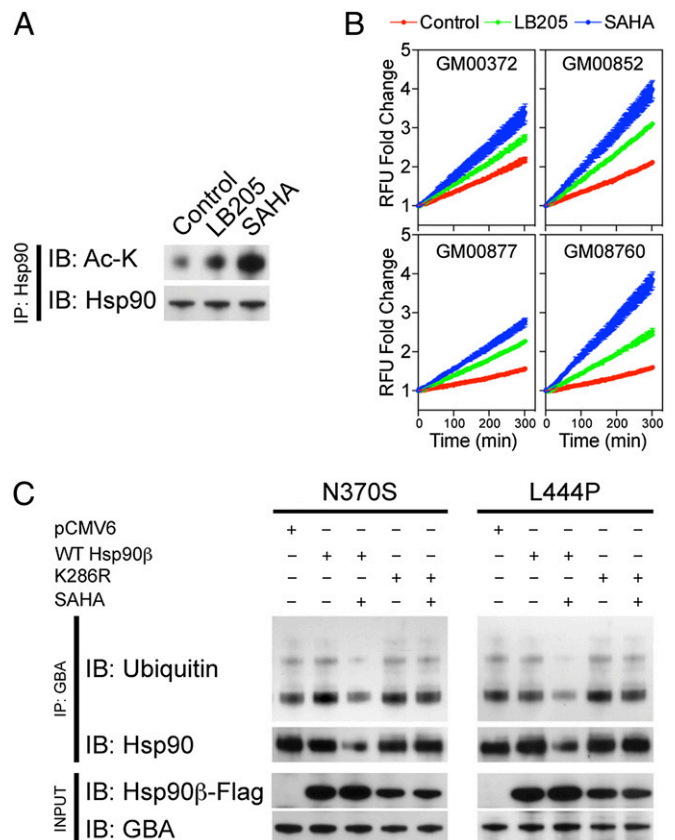 A
Control
LB205
SAHA
IP: Hsp90
IB: Ac-K
IB: Hsp90
B
Control LB205 SAHA
RFU Fold Change
5
4
3
2
1
GM00372
GM00852
RFU Fold Change
5
4
3
2
1
GM00877
GM08760
0 100 200 300
0 100 200 300
Time (min)
Time (min)
C
N370S L444P
pCMV6 + – – – – + – – – –
WT Hsp90β – + + – – – + + – –
K286R – – – + + – – – + +
SAHA – – + – + – – + – +
IP: GBA
IB: Ubiquitin
IB: Hsp90
INPUT
IB: Hsp90β-Flag
IB: GBA